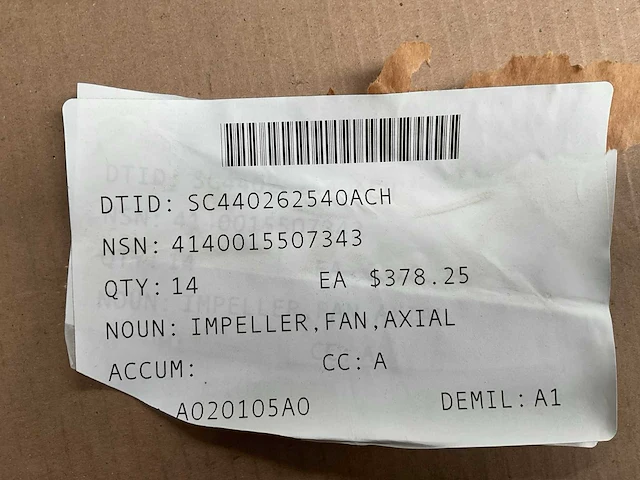 DTID: SC440262540ACH
NSN: 4140015507343
QTY: 14 EA $378.25
NOUN: IMPELLER,FAN,AXIAL
ACCUM: CC: A
A020105A0 DEMIL: A1